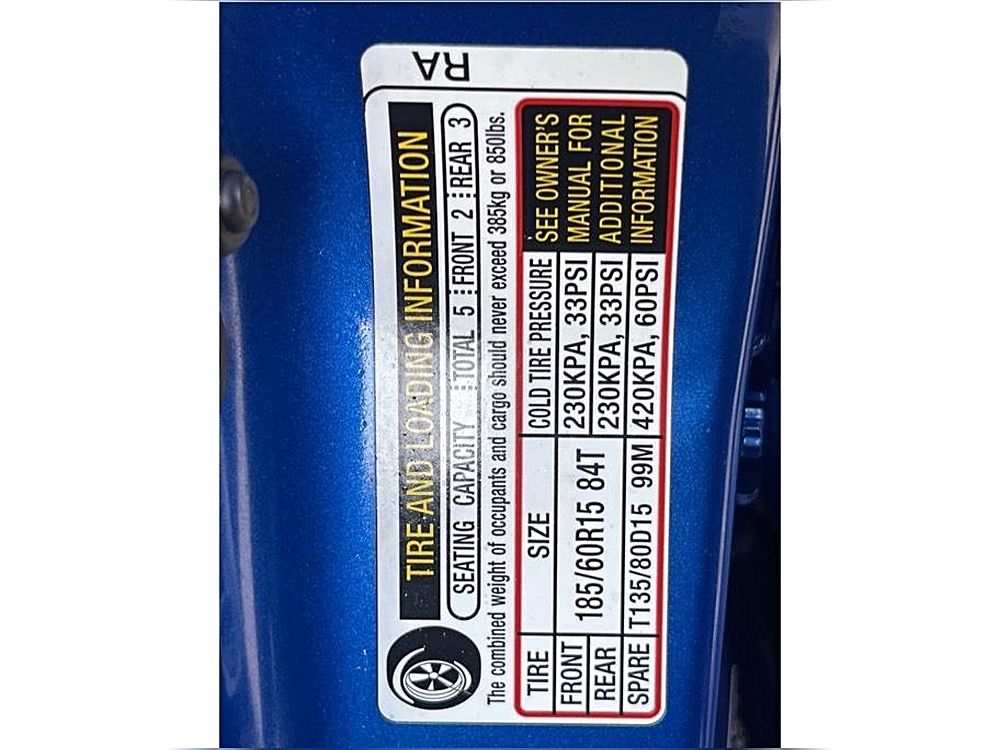 RA
TIRE AND LOADING INFORMATION
SEATING CAPACITY TOTAL 5 FRONT 2 REAR 3
The combined weight of occupants and cargo should never exceed 385kg or 850lbs.
TIRE SIZE COLD TIRE PRESSURE
FRONT 185/60R15 84T 230KPA, 33PSI
REAR 230KPA, 33PSI
SPARE T135/80D15 99M 420KPA, 60PSI
SEE OWNER'S
MANUAL FOR
ADDITIONAL
INFORMATION